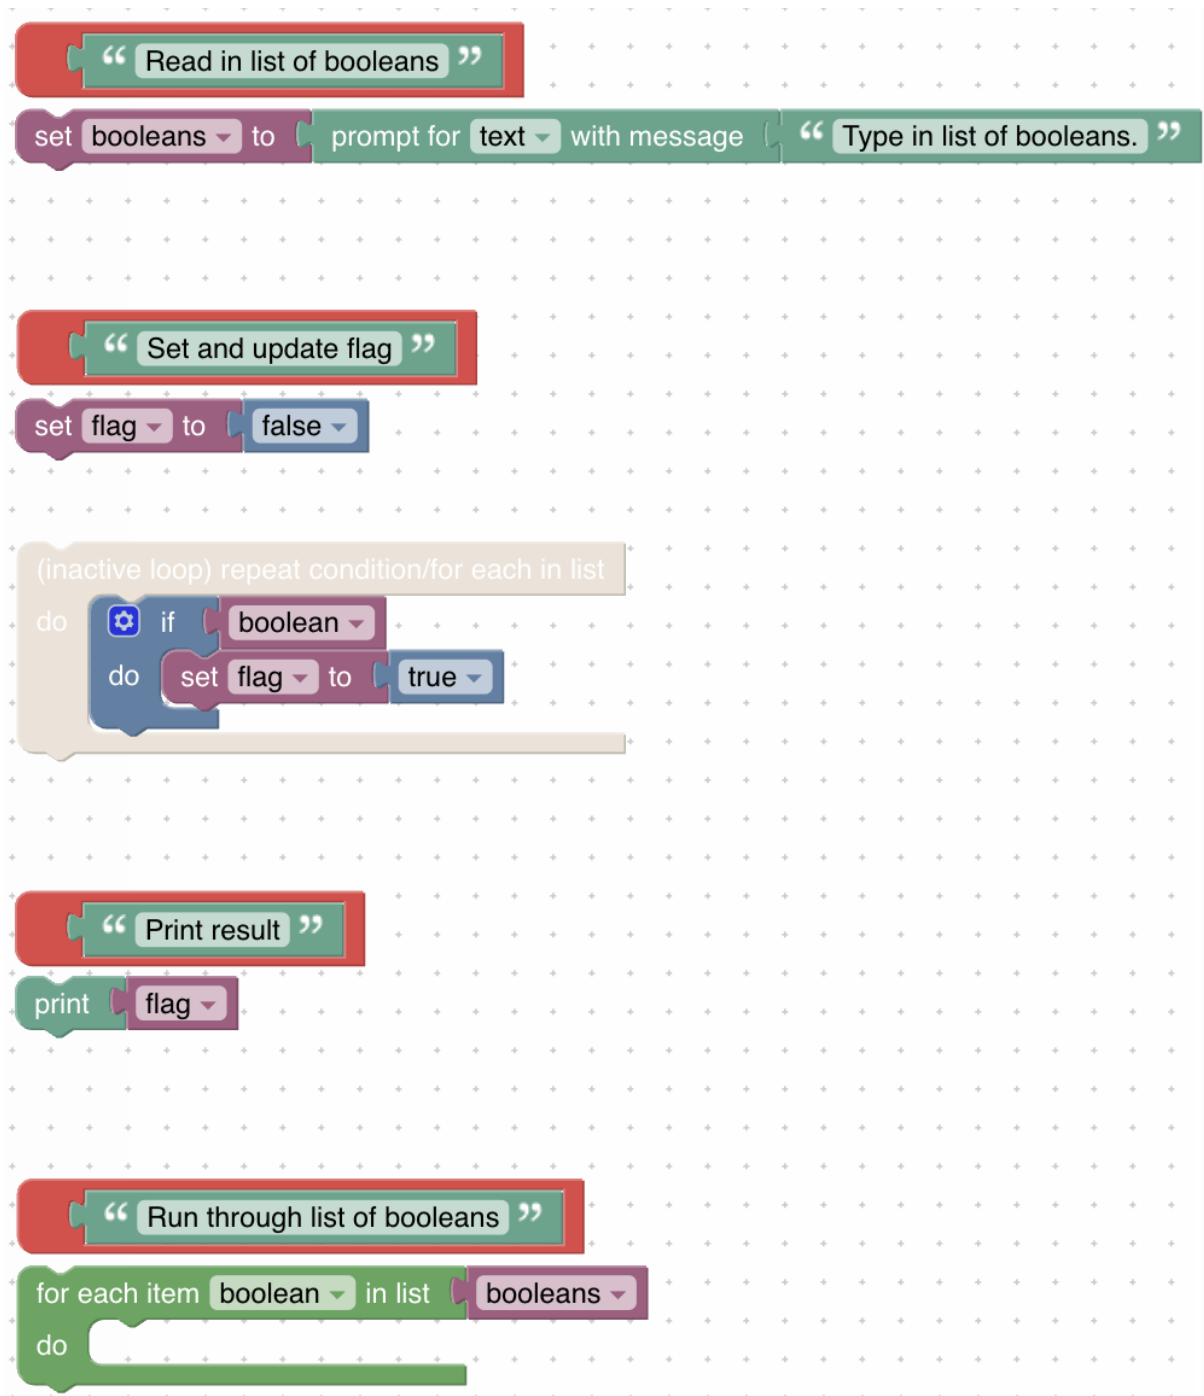 “ Read in list of booleans ”
set booleans to prompt for text with message “ Type in list of booleans. ”
“ Set and update flag ”
set flag to false
(inactive loop) repeat condition/for each in list
do if boolean
do set flag to true
“ Print result ”
print flag
“ Run through list of booleans ”
for each item boolean in list booleans
do